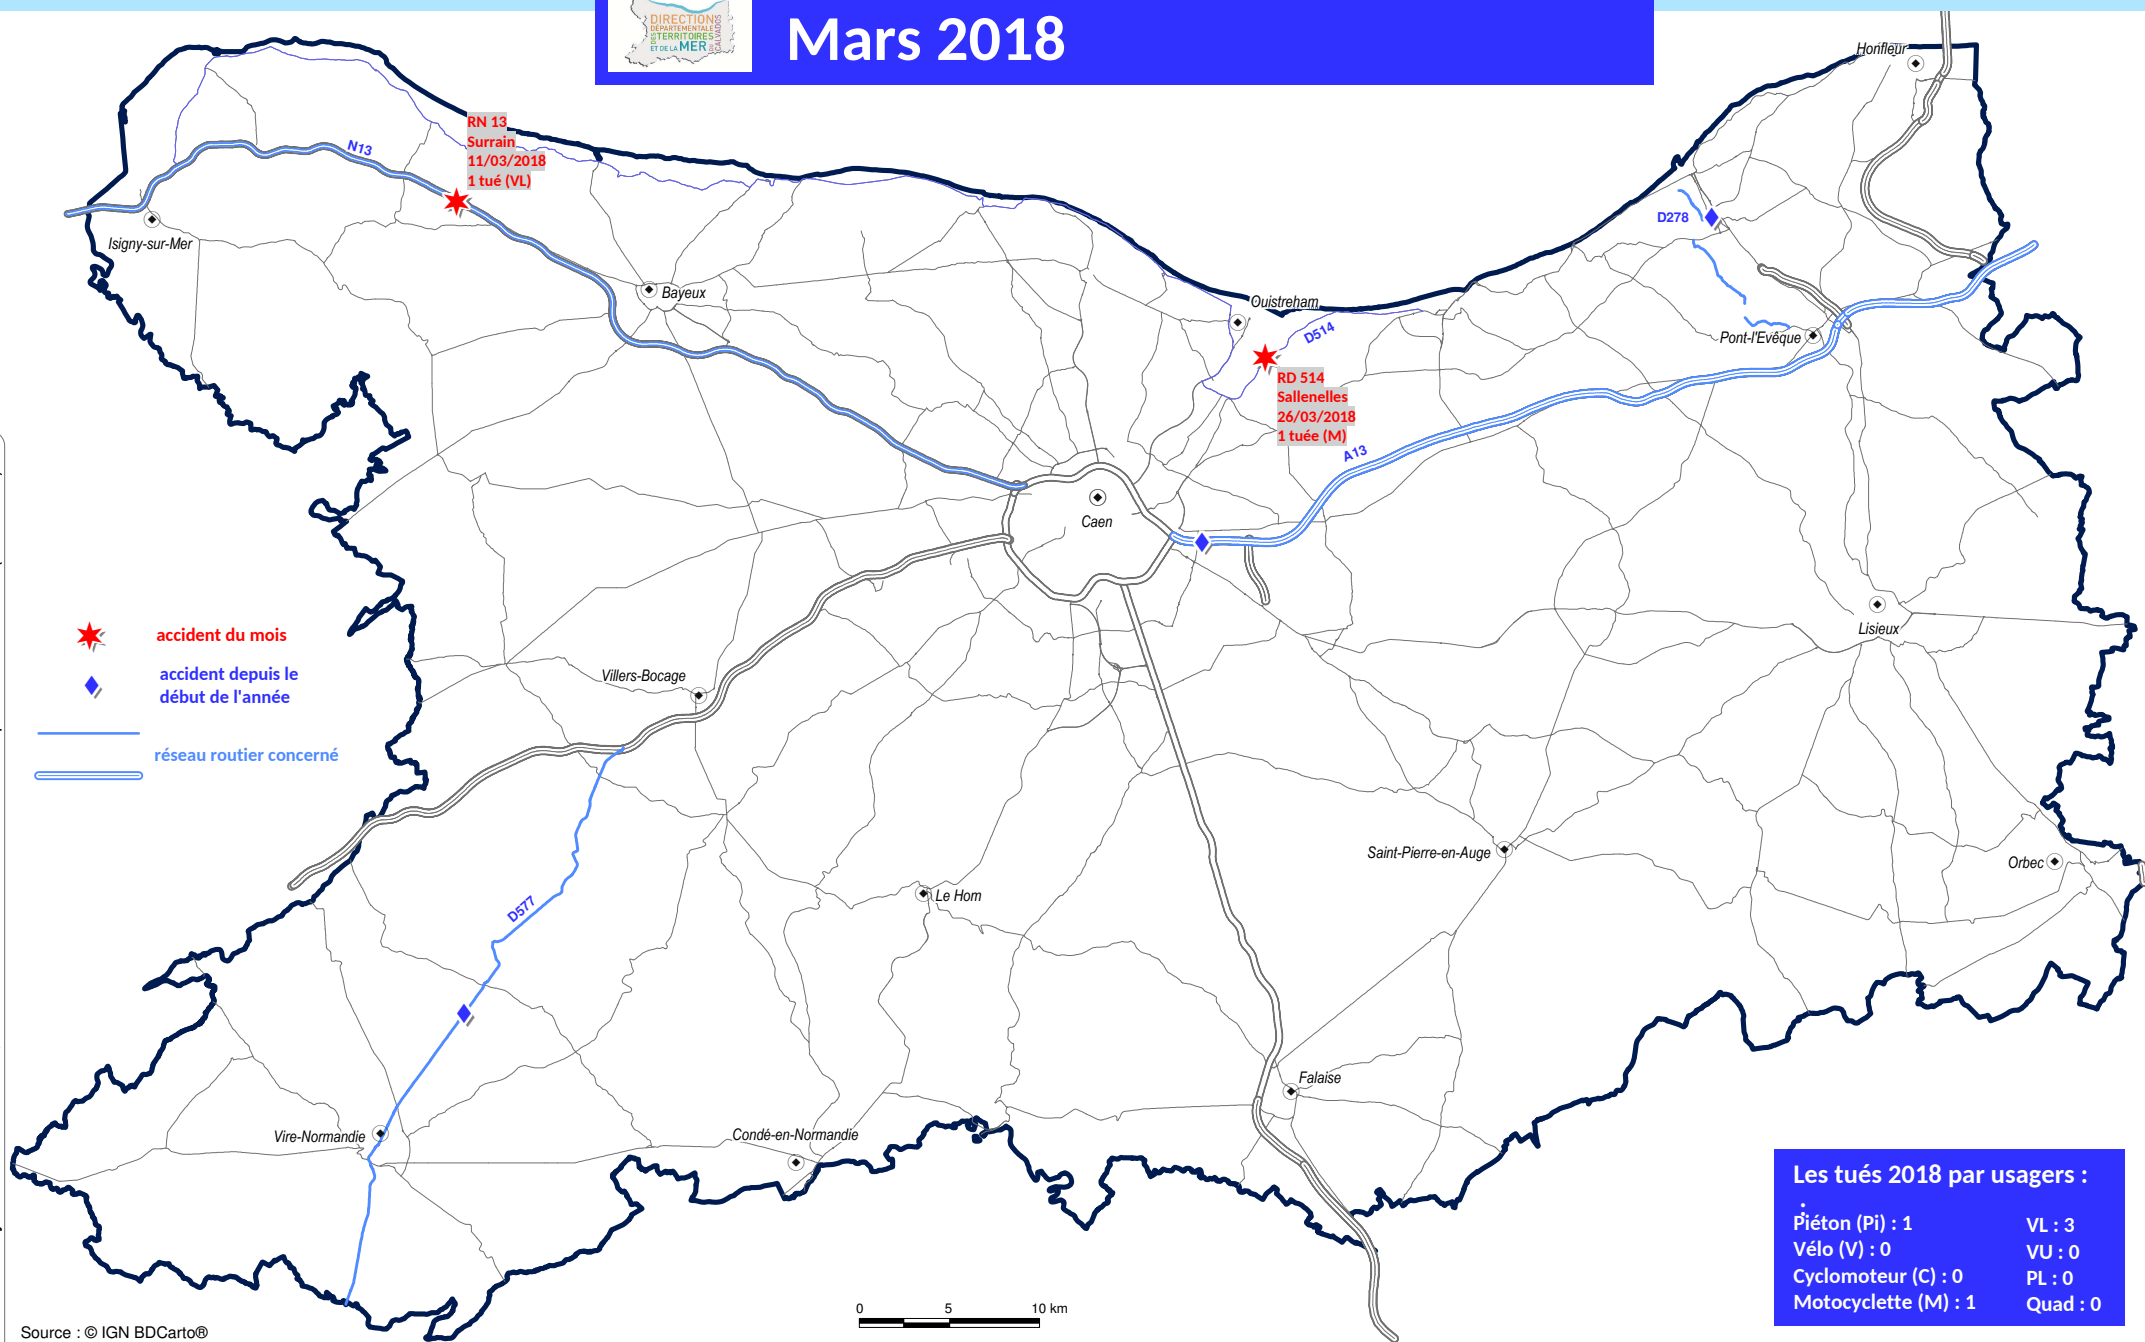 DIRECTION
DÉPARTEMENTALE
DES TERRITOIRES
ET DE LA MER
CALVADOS
Mars 2018
Honfleur
RN 13
Surrain
11/03/2018
1 tué (VL)
N13
D278
Isigny-sur-Mer
Bayeux
Ouistreham
D514
Pont-l'Evêque
RD 514
Sallenelles
26/03/2018
1 tuée (M)
A13
Caen
Lisieux
accident du mois
accident depuis le
début de l'année
réseau routier concerné
Villers-Bocage
Saint-Pierre-en-Auge
Orbec
Le Hom
D577
Falaise
Vire-Normandie
Condé-en-Normandie
Les tués 2018 par usagers :
:
Piéton (Pi) : 1
Vélo (V) : 0
Cyclomoteur (C) : 0
Motocyclette (M) : 1
VL : 3
VU : 0
PL : 0
Quad : 0
0 5 10 km
Source : © IGN BDCarto®